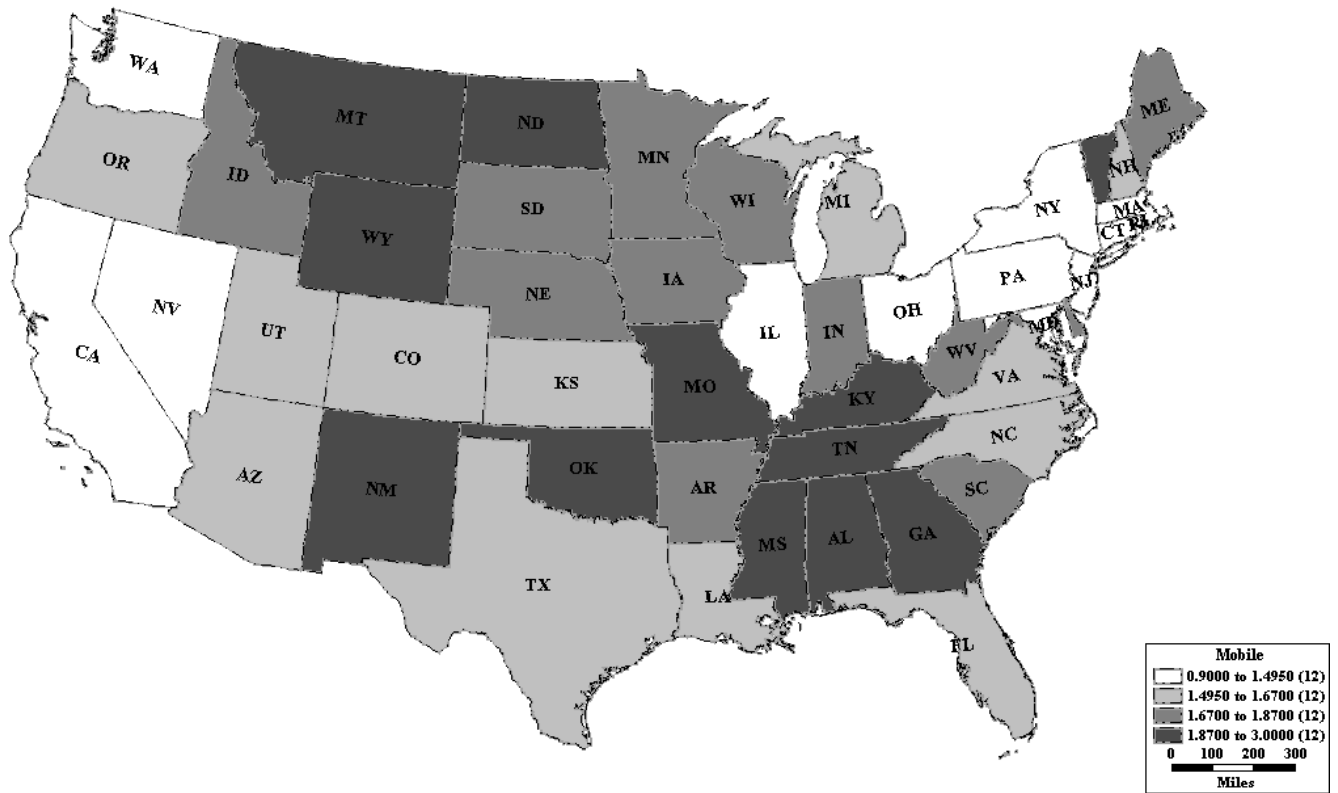 WA
MT
ND
ME
OR
ID
MN
NH
SD
WI
MI
NY
MA
WY
CT RI
IA
PA
NE
NV
NJ
OH
UT
IL
IN
MD
CO
WV
CA
KS
VA
MO
KY
NC
TN
AZ
OK
NM
AR
SC
MS
AL
GA
TX
LA
FL
Mobile
0.9000 to 1.4950 (12)
1.4950 to 1.6700 (12)
1.6700 to 1.8700 (12)
1.8700 to 3.0000 (12)
0 100 200 300
Miles